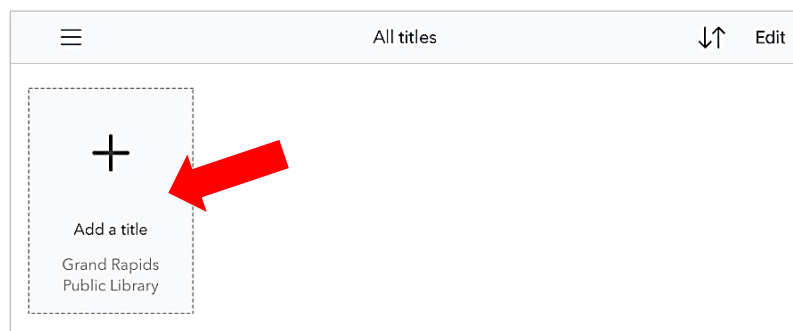 All titles
Edit
Add a title
Grand Rapids
Public Library